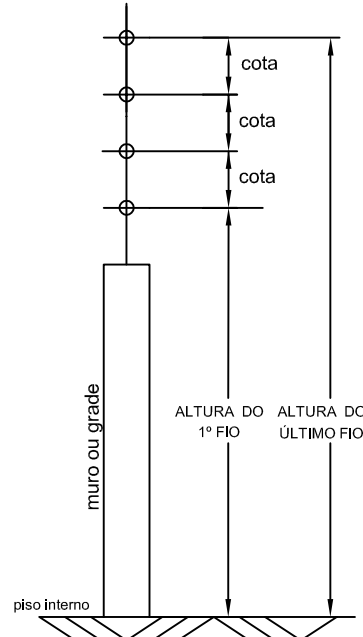 cota
cota
cota
muro ou grade
ALTURA DO
1º FIO
ALTURA DO
ÚLTIMO FIO
piso interno